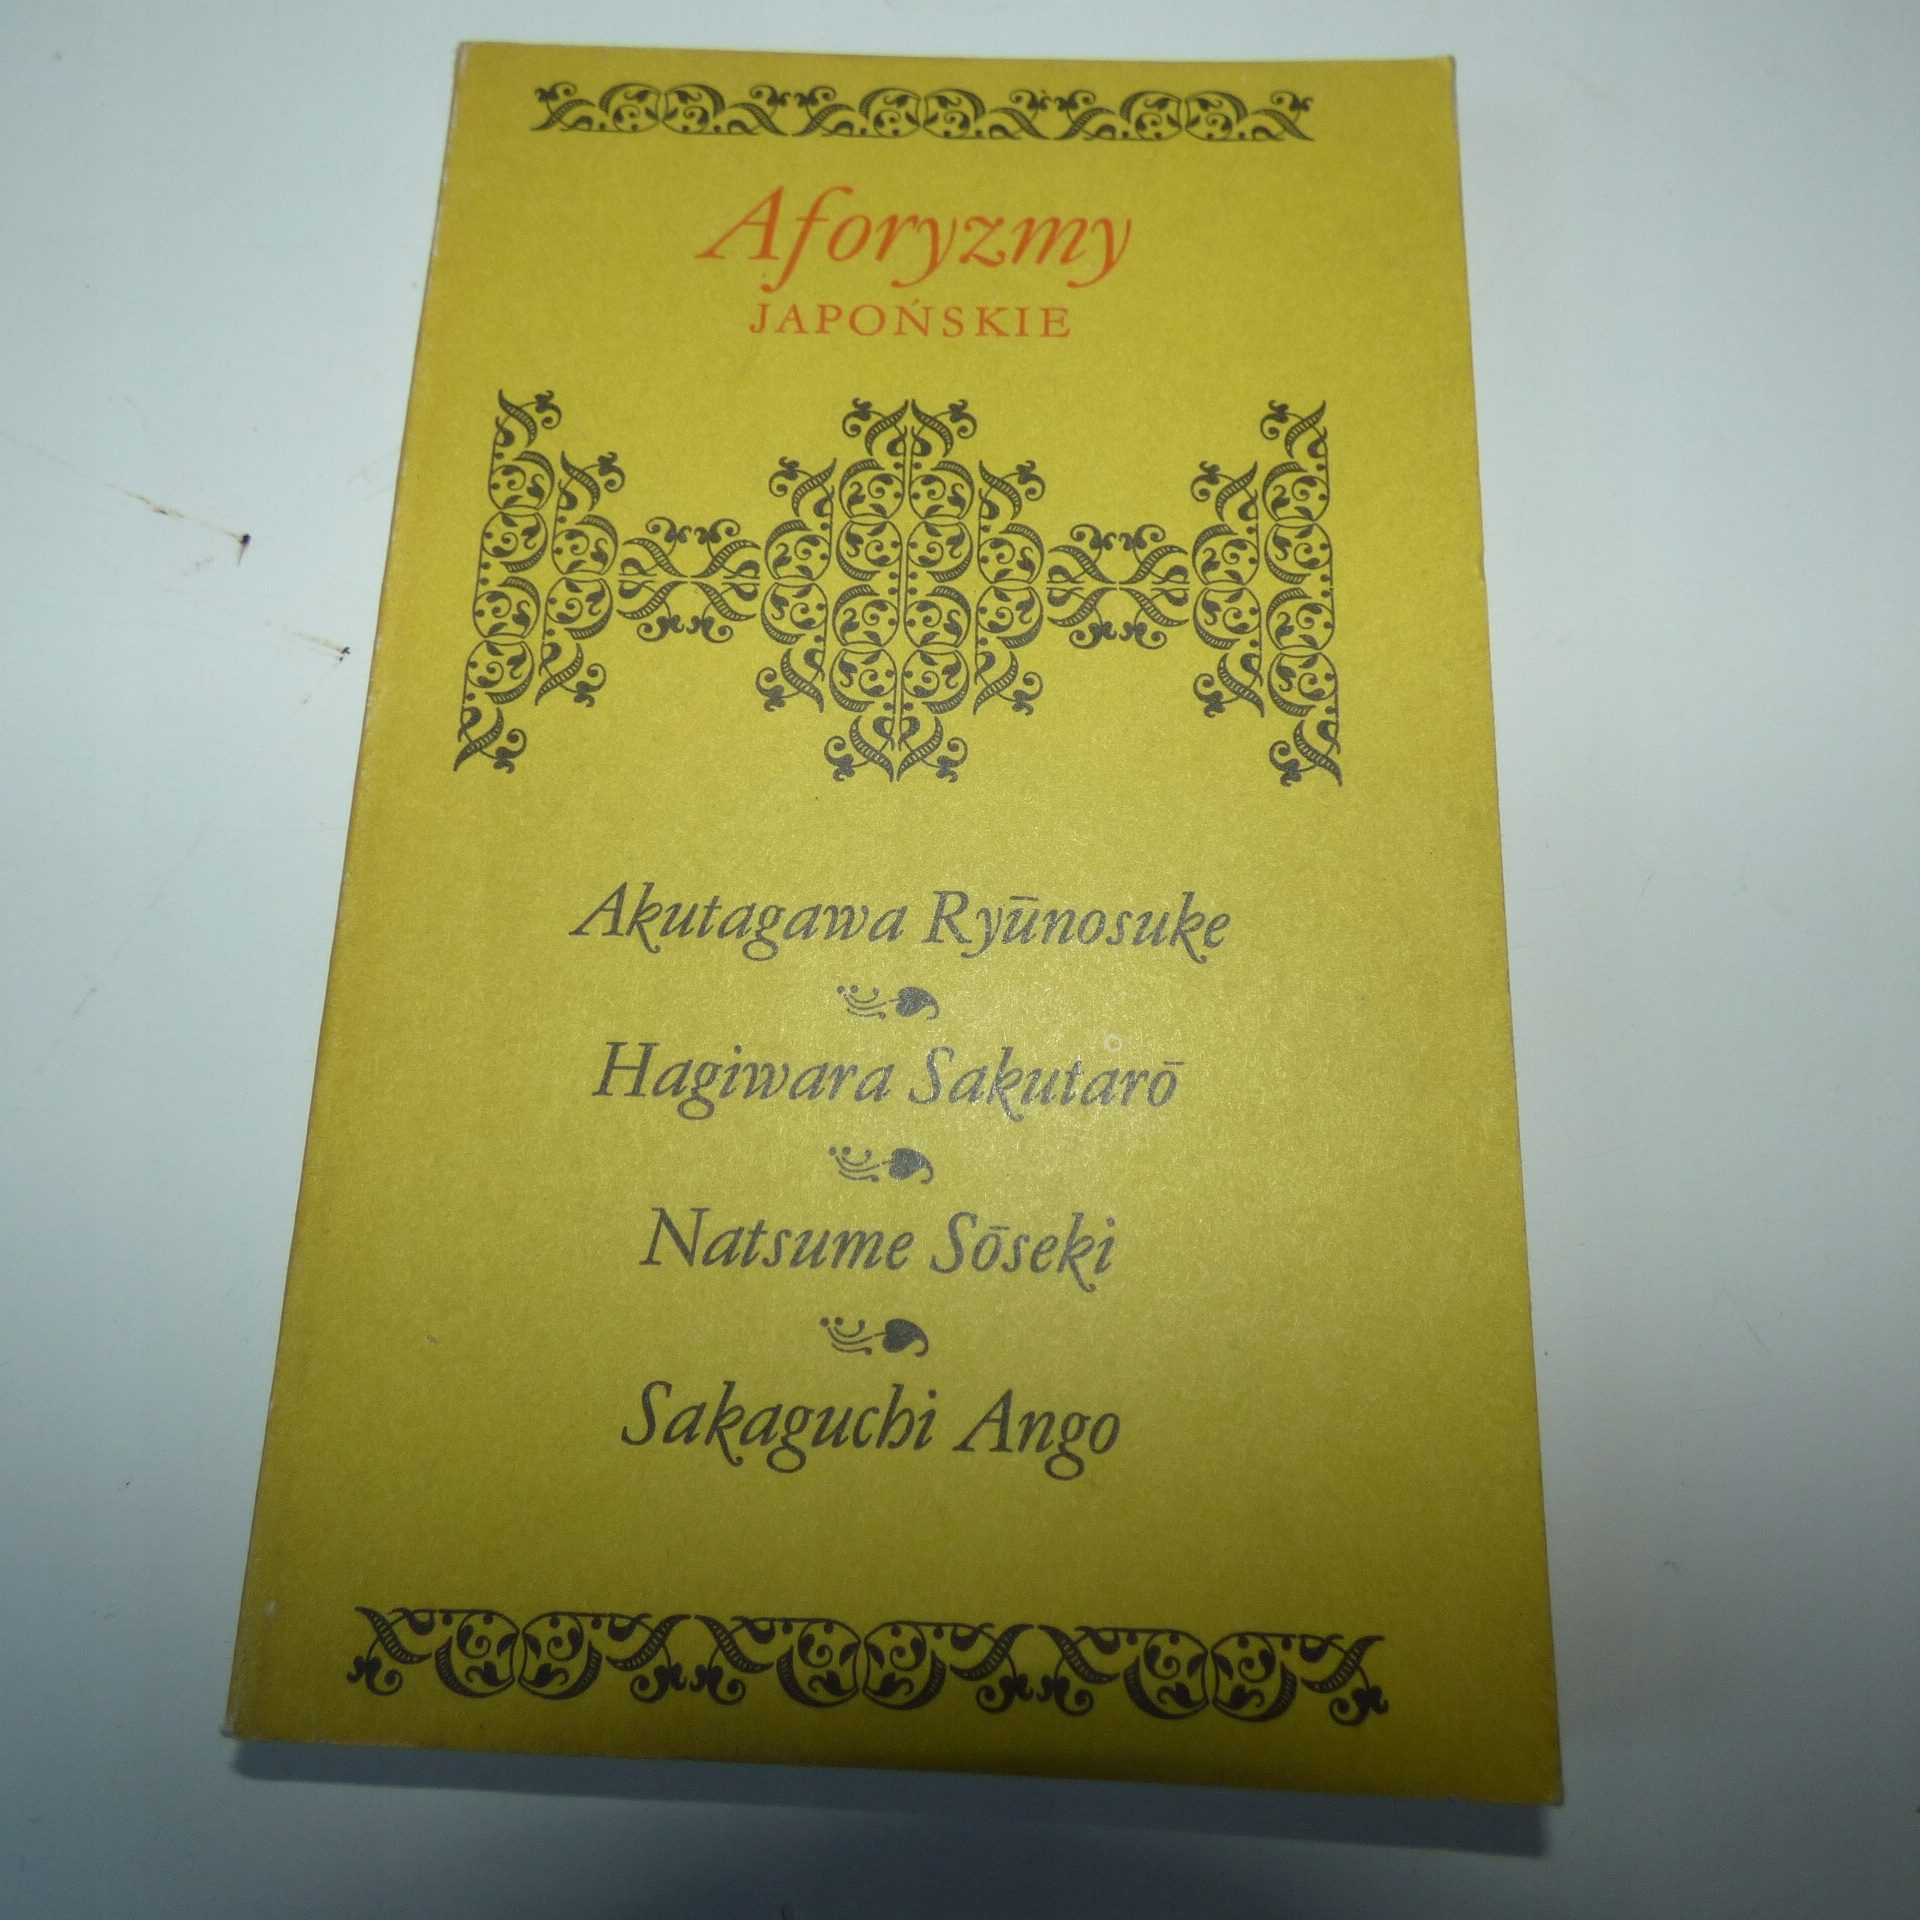 Aforyzmy
JAPOŃSKIE
Akutagawa Ryūnosuke
Hagiwara Sakutarō
Natsume Sōseki
Sakaguchi Ango